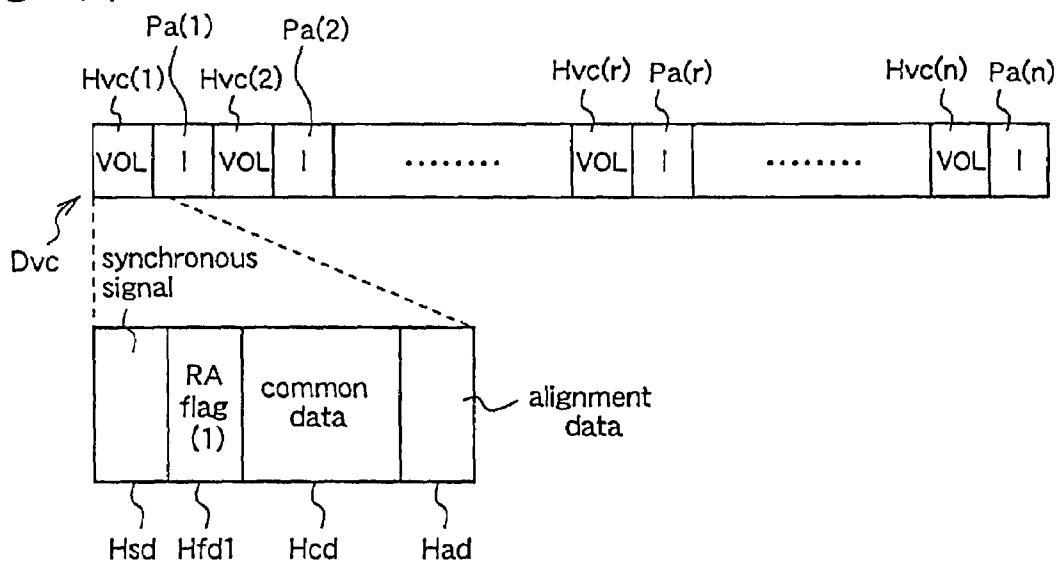 Pa(1) Pa(2)
Hvc(1) Hvc(2) Hvc(r) Pa(r) Hvc(n) Pa(n)
VOL I VOL I ........ VOL I ........ VOL I
Dvc
synchronous
signal
RA
flag
(1)
common
data
alignment
data
Hsd Hfd1 Hcd Had